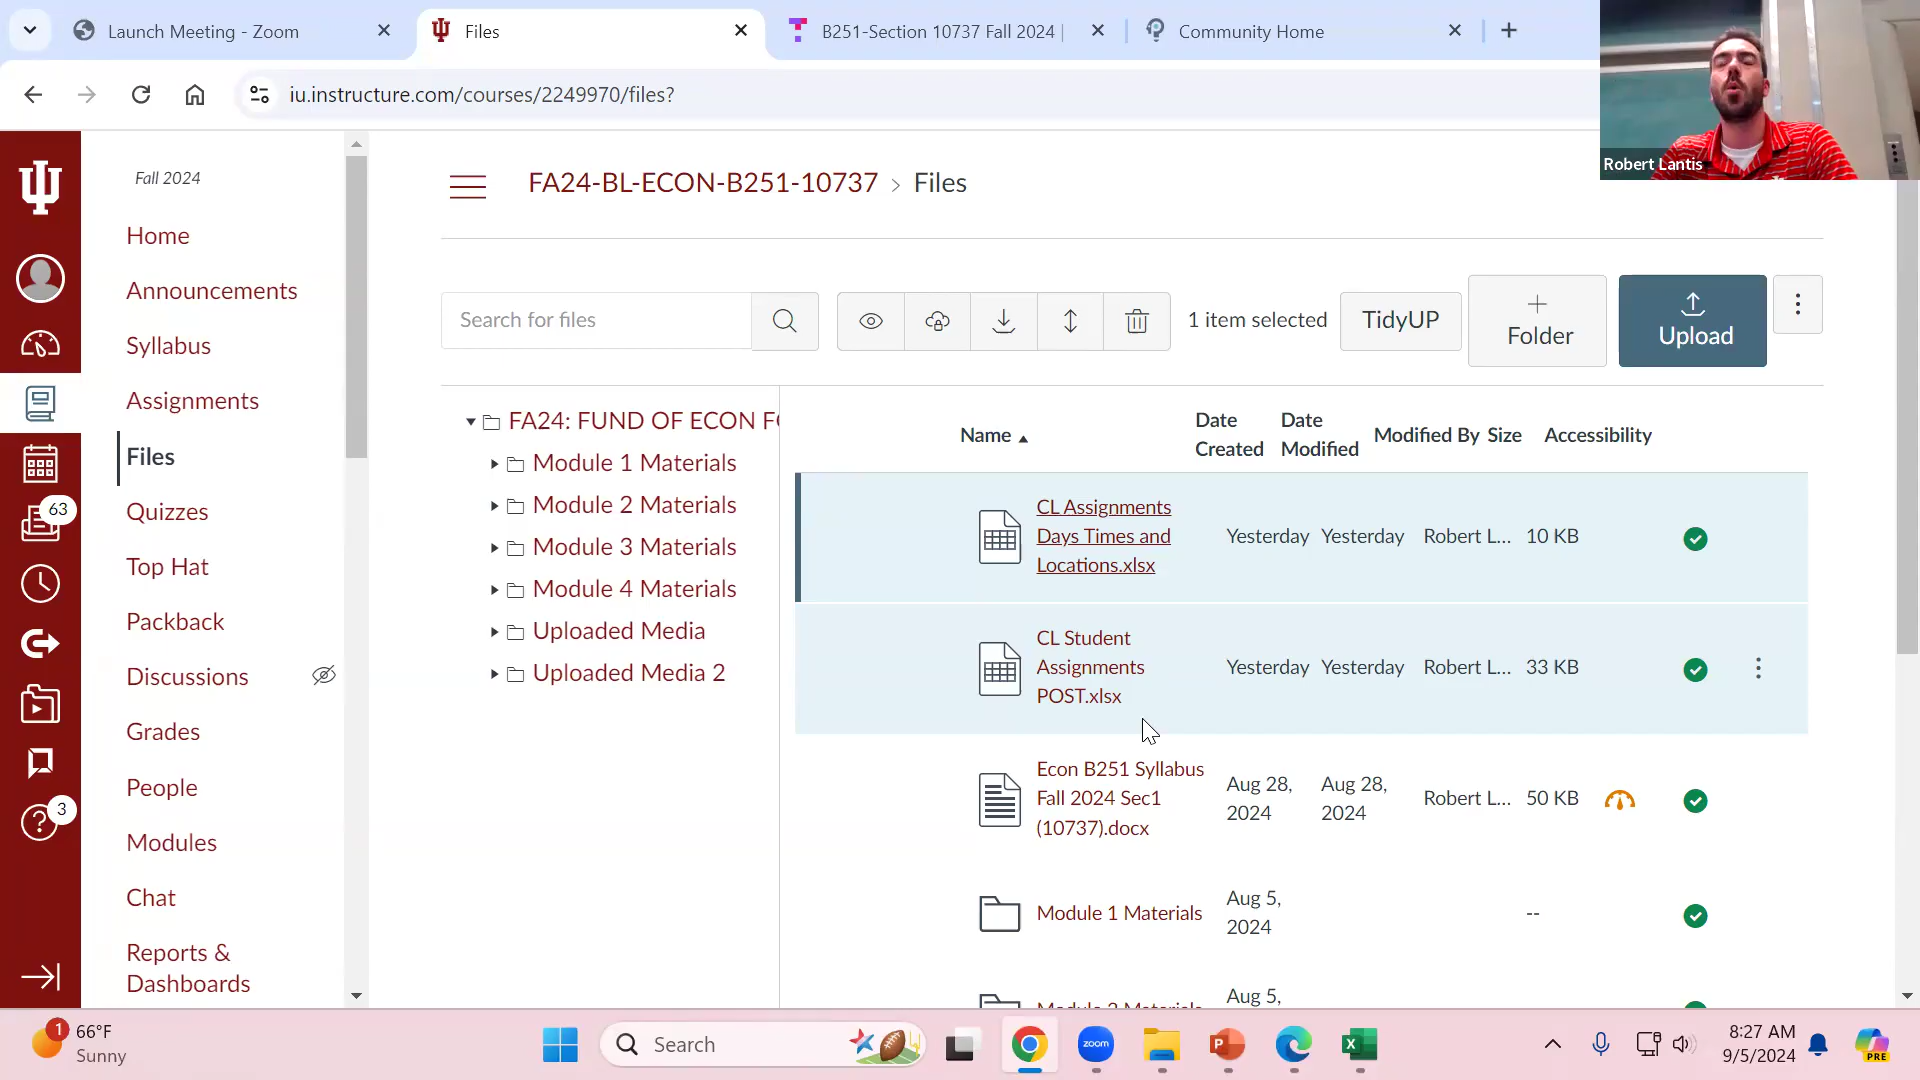 Launch Meeting - Zoom
Files
B251-Section 10737 Fall 2024 |
Community Home
iu.instructure.com/courses/2249970/files?
Robert Lantis
Fall 2024
Home
Announcements
Syllabus
Assignments
Files
Quizzes
Top Hat
Packback
Discussions
Grades
People
Modules
Chat
Reports &
Dashboards
63
3
FA24-BL-ECON-B251-10737 > Files
Search for files
1 item selected
TidyUP
+
Folder
Upload
FA24: FUND OF ECON F
Module 1 Materials
Module 2 Materials
Module 3 Materials
Module 4 Materials
Uploaded Media
Uploaded Media 2
Name
Date
Created
Date
Modified
Modified By
Size
Accessibility
CL Assignments
Days Times and
Locations.xlsx
Yesterday
Yesterday
Robert L...
10 KB
CL Student
Assignments
POST.xlsx
Yesterday
Yesterday
Robert L...
33 KB
Econ B251 Syllabus
Fall 2024 Sec1
(10737).docx
Aug 28,
2024
Aug 28,
2024
Robert L...
50 KB
Module 1 Materials
Aug 5,
2024
--
Aug 5,
1
66°F
Sunny
Search
zoom
P
X
8:27 AM
9/5/2024
PRE